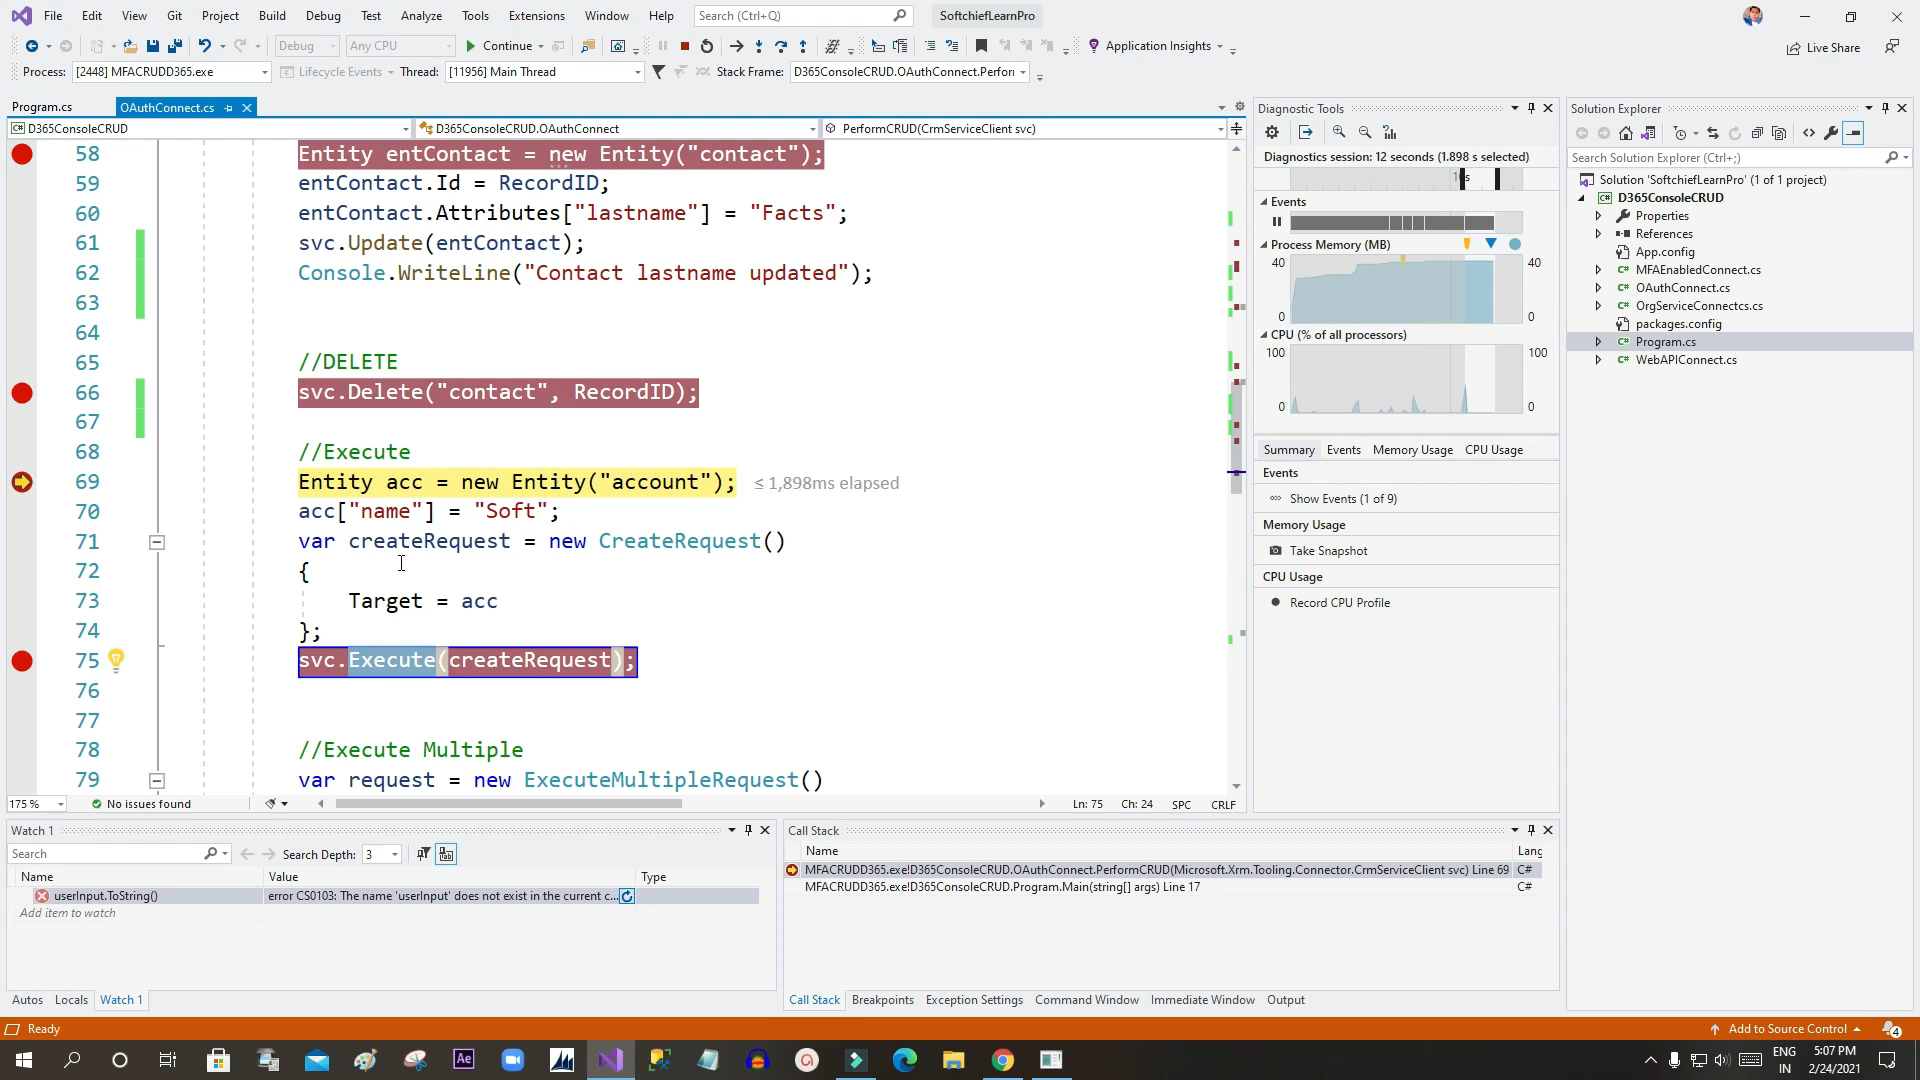 File Edit View Git Project Build Debug Test Analyze Tools Extensions Window Help Search (Ctrl+Q) SoftchiefLearnPro
Debug Any CPU Continue Application Insights Live Share
Process: [2448] MFACRUDD365.exe Lifecycle Events Thread: [11956] Main Thread Stack Frame: D365ConsoleCRUD.OAuthConnect.Perforr
Program.cs OAuthConnect.cs
D365ConsoleCRUD D365ConsoleCRUD.OAuthConnect PerformCRUD(CrmServiceClient svc)
58 Entity entContact = new Entity("contact");
59 entContact.Id = RecordID;
60 entContact.Attributes["lastname"] = "Facts";
61 svc.Update(entContact);
62 Console.WriteLine("Contact lastname updated");
63
64
65 //DELETE
66 svc.Delete("contact", RecordID);
67
68 //Execute
69 Entity acc = new Entity("account"); ≤ 1,898ms elapsed
70 acc["name"] = "Soft";
71 var createRequest = new CreateRequest()
72 {
73 Target = acc
74 };
75 svc.Execute(createRequest);
76
77
78 //Execute Multiple
79 var request = new ExecuteMultipleRequest()
175 % No issues found Ln: 75 Ch: 24 SPC CRLF
Diagnostic Tools
Diagnostics session: 12 seconds (1.898 s selected)
Events
Process Memory (MB)
40 40
0 0
CPU (% of all processors)
100 100
0 0
Summary Events Memory Usage CPU Usage
Events
Show Events (1 of 9)
Memory Usage
Take Snapshot
CPU Usage
Record CPU Profile
Solution Explorer
Search Solution Explorer (Ctrl+;)
Solution 'SoftchiefLearnPro' (1 of 1 project)
D365ConsoleCRUD
Properties
References
App.config
MFAEnabledConnect.cs
OAuthConnect.cs
OrgServiceConnectcs.cs
packages.config
Program.cs
WebAPIConnect.cs
Watch 1
Search Search Depth: 3
Name Value Type
userInput.ToString() error CS0103: The name 'userInput' does not exist in the current c...
Add item to watch
Autos Locals Watch 1
Call Stack
Name Lang
MFACRUDD365.exe!D365ConsoleCRUD.OAuthConnect.PerformCRUD(Microsoft.Xrm.Tooling.Connector.CrmServiceClient svc) Line 69 C#
MFACRUDD365.exe!D365ConsoleCRUD.Program.Main(string[] args) Line 17 C#
Call Stack Breakpoints Exception Settings Command Window Immediate Window Output
Ready Add to Source Control 4
Ae ENG IN 5:07 PM 2/24/2021